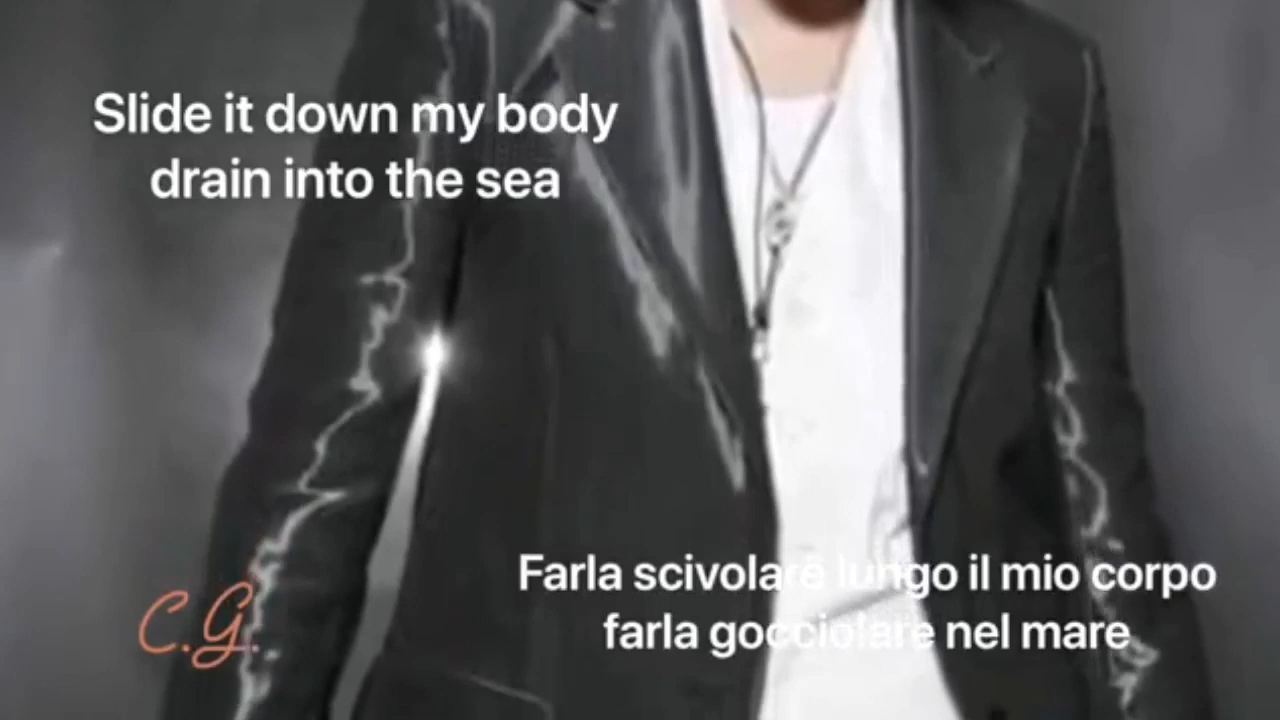 Slide it down my body
drain into the sea
Farla scivolare lungo il mio corpo
farla gocciolare nel mare
C.G.